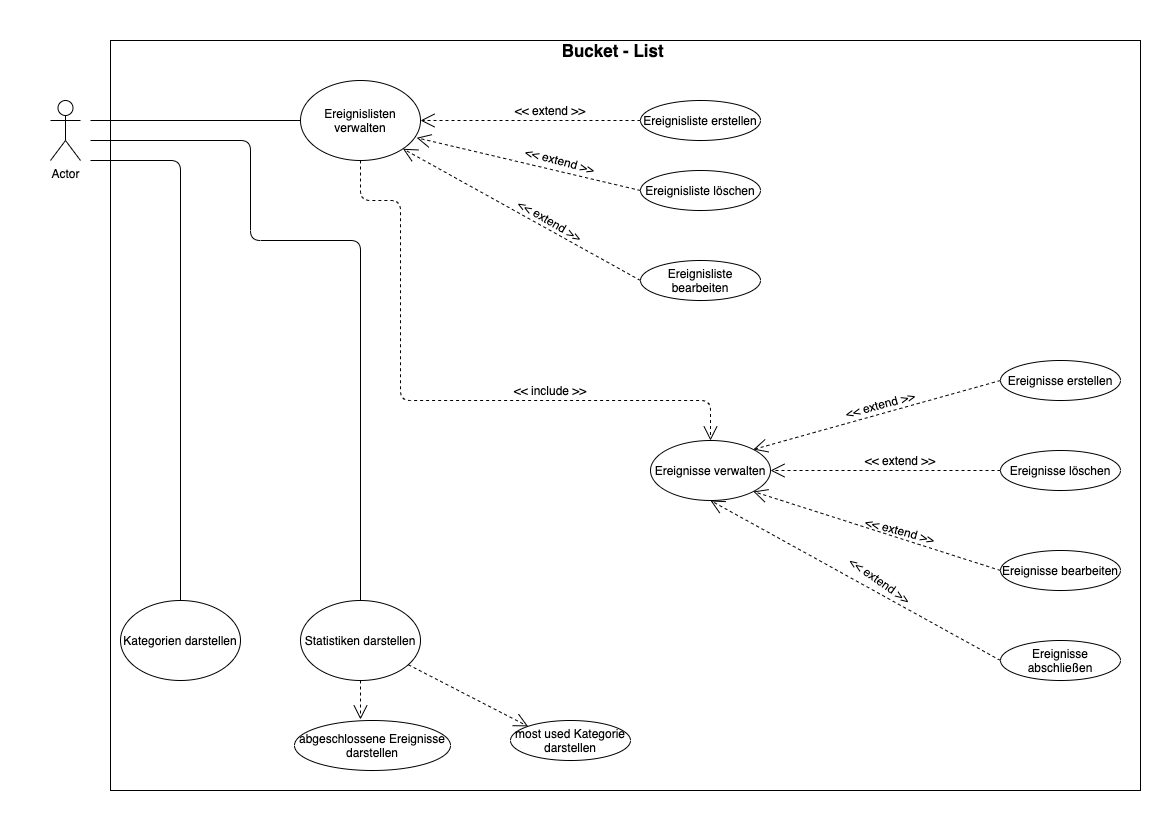 Bucket - List
Actor
Ereignislisten
verwalten
<< extend >>
Ereignisliste erstellen
<< extend >>
Ereignisliste löschen
<< extend >>
Ereignisliste
bearbeiten
<< include >>
Ereignisse verwalten
<< extend >>
Ereignisse erstellen
<< extend >>
Ereignisse löschen
<< extend >>
Ereignisse bearbeiten
<< extend >>
Ereignisse
abschließen
Kategorien darstellen
Statistiken darstellen
abgeschlossene Ereignisse
darstellen
most used Kategorie
darstellen